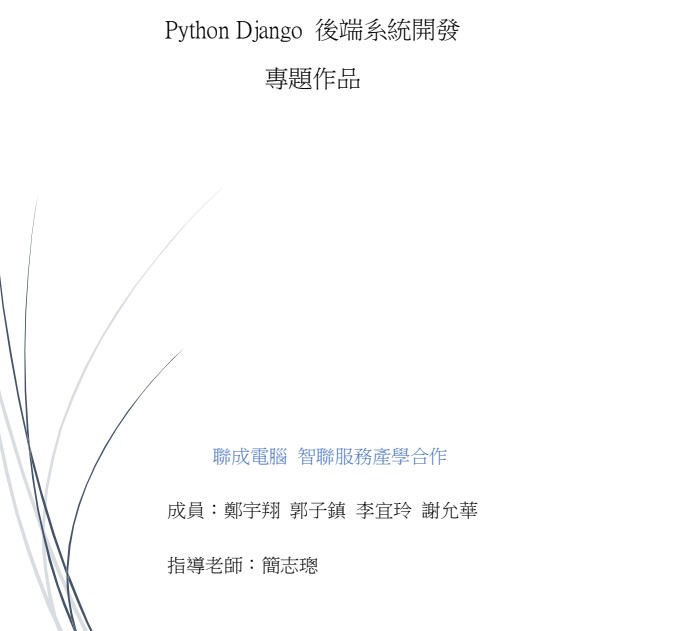 Python Django 後端系統開發
專題作品
聯成電腦 智聯服務產學合作
成員：鄭宇翔 郭子鎮 李宜玲 謝允華
指導老師：簡志璁